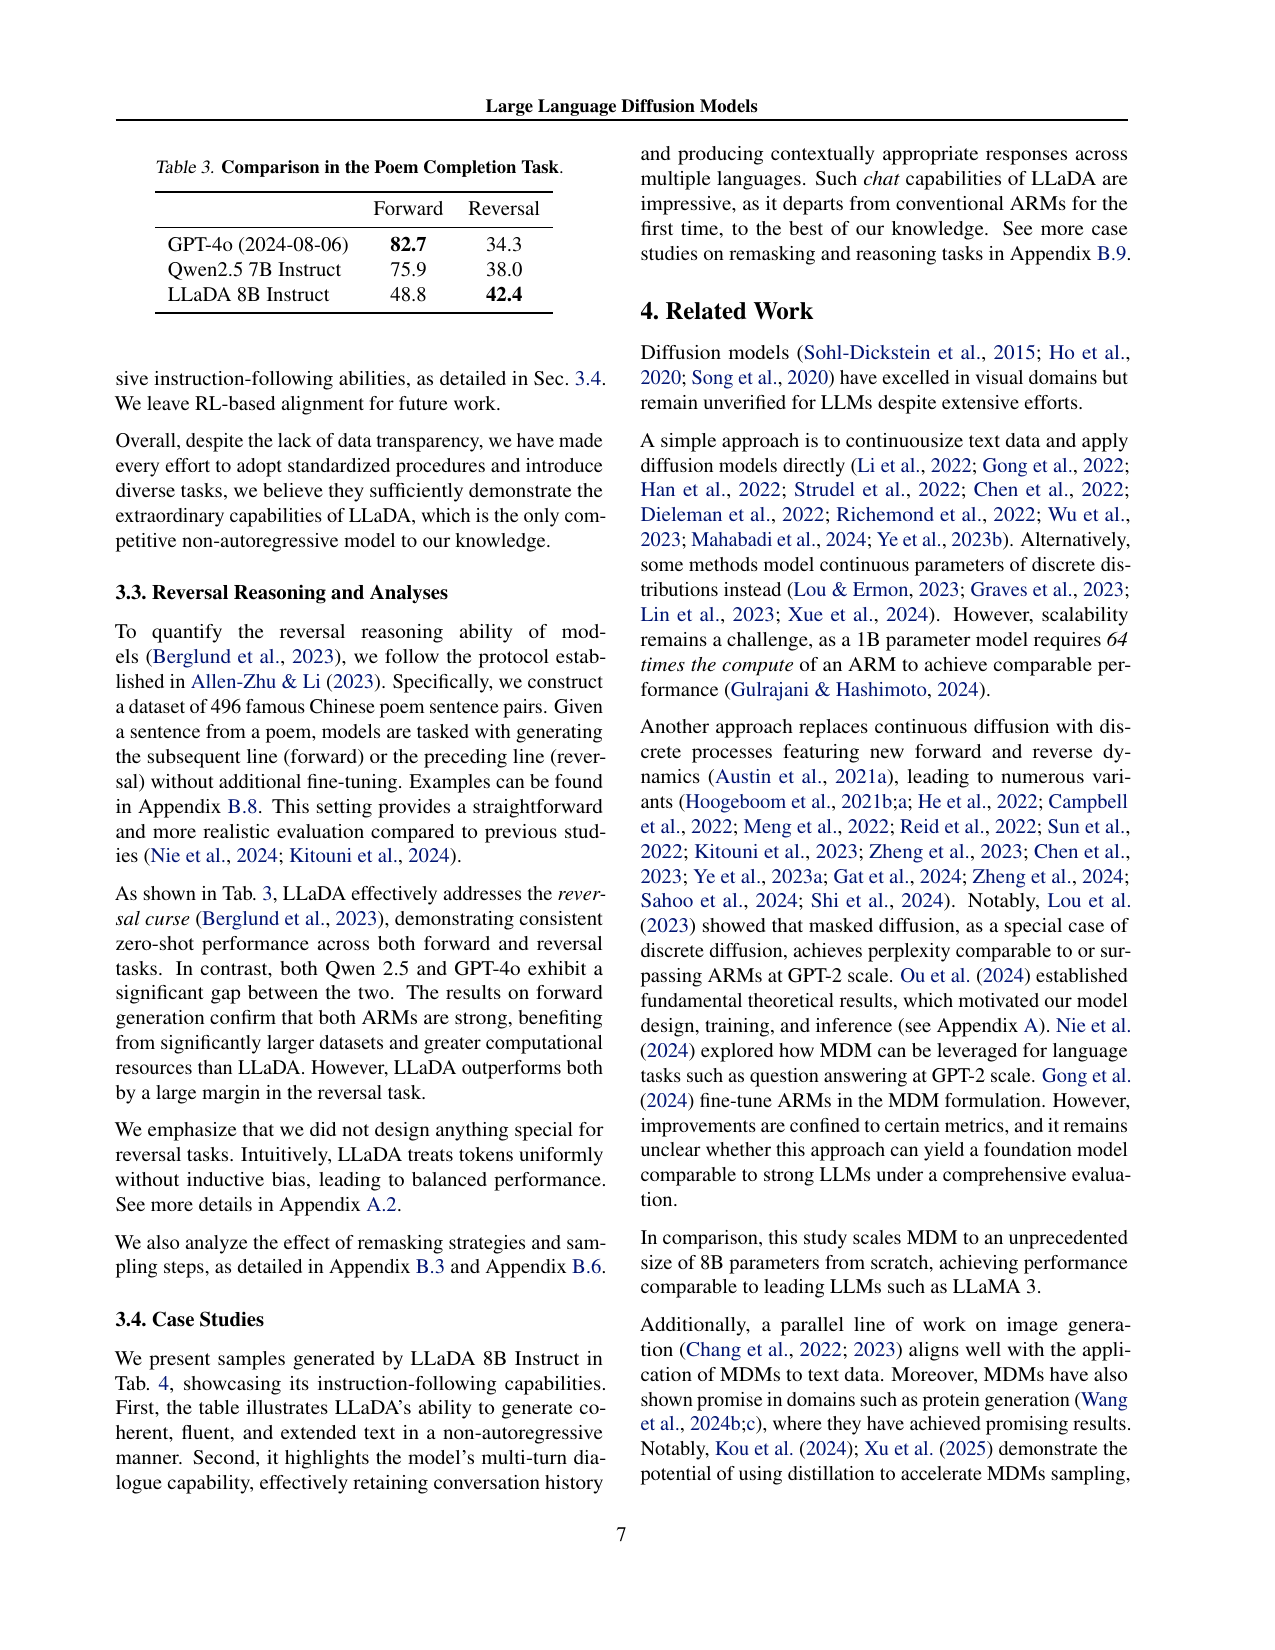 Large Language Diffusion Models
Table 3. Comparison in the Poem Completion Task.
Forward Reversal
GPT-4o (2024-08-06) 82.7 34.3
Qwen2.5 7B Instruct 75.9 38.0
LLaDA 8B Instruct 48.8 42.4
sive instruction-following abilities, as detailed in Sec. 3.4.
We leave RL-based alignment for future work.
Overall, despite the lack of data transparency, we have made
every effort to adopt standardized procedures and introduce
diverse tasks, we believe they sufficiently demonstrate the
extraordinary capabilities of LLaDA, which is the only com-
petitive non-autoregressive model to our knowledge.
3.3. Reversal Reasoning and Analyses
To quantify the reversal reasoning ability of mod-
els (Berglund et al., 2023), we follow the protocol estab-
lished in Allen-Zhu & Li (2023). Specifically, we construct
a dataset of 496 famous Chinese poem sentence pairs. Given
a sentence from a poem, models are tasked with generating
the subsequent line (forward) or the preceding line (rever-
sal) without additional fine-tuning. Examples can be found
in Appendix B.8. This setting provides a straightforward
and more realistic evaluation compared to previous stud-
ies (Nie et al., 2024; Kitouni et al., 2024).
As shown in Tab. 3, LLaDA effectively addresses the rever-
sal curse (Berglund et al., 2023), demonstrating consistent
zero-shot performance across both forward and reversal
tasks. In contrast, both Qwen 2.5 and GPT-4o exhibit a
significant gap between the two. The results on forward
generation confirm that both ARMs are strong, benefiting
from significantly larger datasets and greater computational
resources than LLaDA. However, LLaDA outperforms both
by a large margin in the reversal task.
We emphasize that we did not design anything special for
reversal tasks. Intuitively, LLaDA treats tokens uniformly
without inductive bias, leading to balanced performance.
See more details in Appendix A.2.
We also analyze the effect of remasking strategies and sam-
pling steps, as detailed in Appendix B.3 and Appendix B.6.
3.4. Case Studies
We present samples generated by LLaDA 8B Instruct in
Tab. 4, showcasing its instruction-following capabilities.
First, the table illustrates LLaDA's ability to generate co-
herent, fluent, and extended text in a non-autoregressive
manner. Second, it highlights the model's multi-turn dia-
logue capability, effectively retaining conversation history
and producing contextually appropriate responses across
multiple languages. Such chat capabilities of LLaDA are
impressive, as it departs from conventional ARMs for the
first time, to the best of our knowledge. See more case
studies on remasking and reasoning tasks in Appendix B.9.
4. Related Work
Diffusion models (Sohl-Dickstein et al., 2015; Ho et al.,
2020; Song et al., 2020) have excelled in visual domains but
remain unverified for LLMs despite extensive efforts.
A simple approach is to continuousize text data and apply
diffusion models directly (Li et al., 2022; Gong et al., 2022;
Han et al., 2022; Strudel et al., 2022; Chen et al., 2022;
Dieleman et al., 2022; Richemond et al., 2022; Wu et al.,
2023; Mahabadi et al., 2024; Ye et al., 2023b). Alternatively,
some methods model continuous parameters of discrete dis-
tributions instead (Lou & Ermon, 2023; Graves et al., 2023;
Lin et al., 2023; Xue et al., 2024). However, scalability
remains a challenge, as a 1B parameter model requires 64
times the compute of an ARM to achieve comparable per-
formance (Gulrajani & Hashimoto, 2024).
Another approach replaces continuous diffusion with dis-
crete processes featuring new forward and reverse dy-
namics (Austin et al., 2021a), leading to numerous vari-
ants (Hoogeboom et al., 2021b;a; He et al., 2022; Campbell
et al., 2022; Meng et al., 2022; Reid et al., 2022; Sun et al.,
2022; Kitouni et al., 2023; Zheng et al., 2023; Chen et al.,
2023; Ye et al., 2023a; Gat et al., 2024; Zheng et al., 2024;
Sahoo et al., 2024; Shi et al., 2024). Notably, Lou et al.
(2023) showed that masked diffusion, as a special case of
discrete diffusion, achieves perplexity comparable to or sur-
passing ARMs at GPT-2 scale. Ou et al. (2024) established
fundamental theoretical results, which motivated our model
design, training, and inference (see Appendix A). Nie et al.
(2024) explored how MDM can be leveraged for language
tasks such as question answering at GPT-2 scale. Gong et al.
(2024) fine-tune ARMs in the MDM formulation. However,
improvements are confined to certain metrics, and it remains
unclear whether this approach can yield a foundation model
comparable to strong LLMs under a comprehensive evalua-
tion.
In comparison, this study scales MDM to an unprecedented
size of 8B parameters from scratch, achieving performance
comparable to leading LLMs such as LLaMA 3.
Additionally, a parallel line of work on image genera-
tion (Chang et al., 2022; 2023) aligns well with the appli-
cation of MDMs to text data. Moreover, MDMs have also
shown promise in domains such as protein generation (Wang
et al., 2024b;c), where they have achieved promising results.
Notably, Kou et al. (2024); Xu et al. (2025) demonstrate the
potential of using distillation to accelerate MDMs sampling,
7